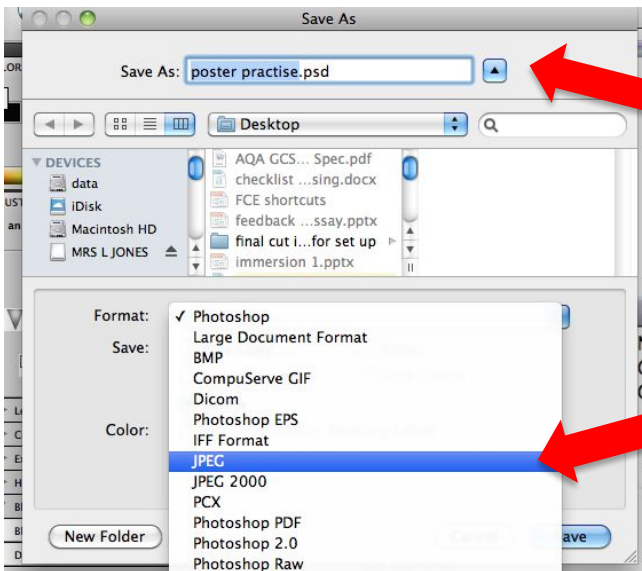 Save As
Save As: poster practise.psd
Desktop
DEVICES
data
iDisk
Macintosh HD
MRS L JONES
AQA GCS... Spec.pdf
checklist ...sing.docx
FCE shortcuts
feedback ...ssay.pptx
final cut i...for set up
immersion 1.pptx
Format: ✓ Photoshop
Save:
Large Document Format
BMP
CompuServe GIF
Dicom
Photoshop EPS
Color:
IFF Format
JPEG
JPEG 2000
PCX
Photoshop PDF
Photoshop 2.0
Photoshop Raw
New Folder
Cancel
ave